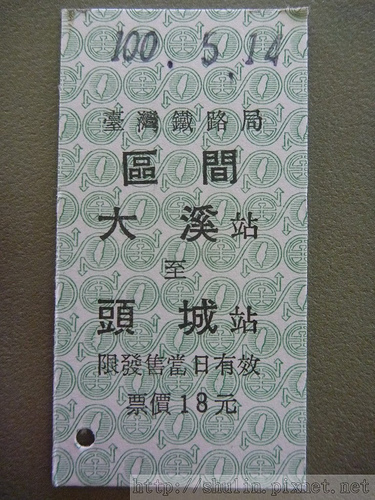 100.5.14
臺灣鐵路局
區間
大溪站
至
頭城站
限發售當日有效
票價18元
http://shulin.pixnet.net